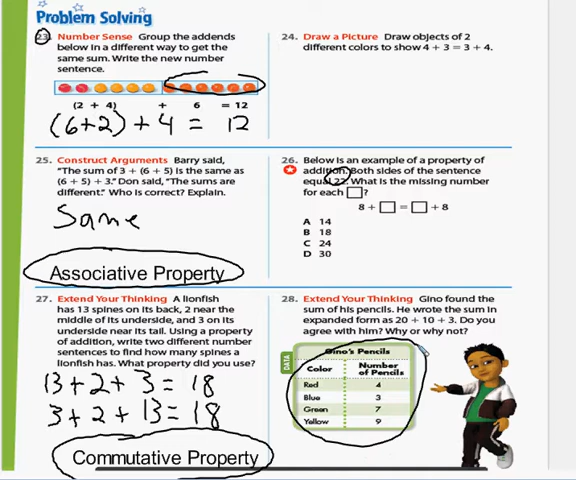 Problem Solving
23. Number Sense Group the addends
below in a different way to get the
same sum. Write the new number
sentence.
(2 + 4) + 6 = 12
(6+2) + 4 = 12
24. Draw a Picture Draw objects of 2
different colors to show 4 + 3 = 3 + 4.
25. Construct Arguments Barry said,
"The sum of 3 + (6 + 5) is the same as
(6 + 5) + 3." Don said, "The sums are
different." Who is correct? Explain.
Same
Associative Property
26. Below is an example of a property of
addition. Both sides of the sentence
equal 22. What is the missing number
for each □?
8 + □ = □ + 8
A 14
B 18
C 24
D 30
27. Extend Your Thinking A lionfish
has 13 spines on its back, 2 near the
middle of its underside, and 3 on its
underside near its tail. Using a property
of addition, write two different number
sentences to find how many spines a
lionfish has. What property did you use?
13 + 2 + 3 = 18
3 + 2 + 13 = 18
Commutative Property
28. Extend Your Thinking Gino found the
sum of his pencils. He wrote the sum in
expanded form as 20 + 10 + 3. Do you
agree with him? Why or why not?
DATA
Gino's Pencils
Color Number of Pencils
Red 4
Blue 3
Green 7
Yellow 9